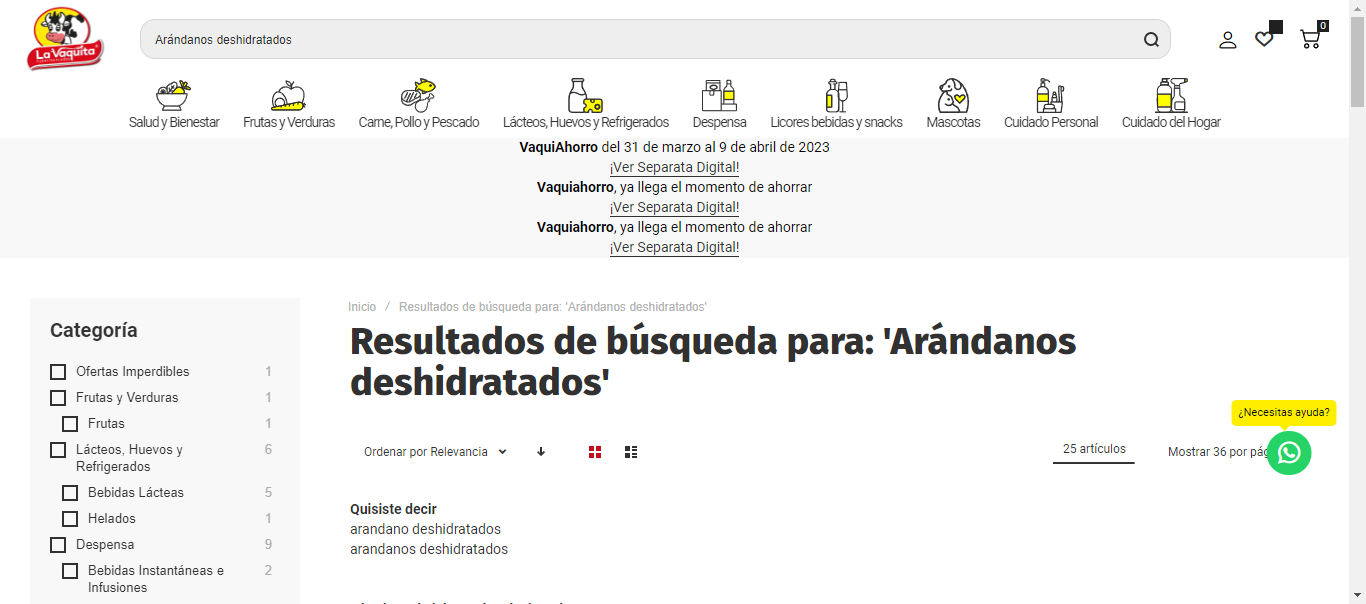 La Vaquita
Arándanos deshidratados
0
Salud y Bienestar
Frutas y Verduras
Carne, Pollo y Pescado
Lácteos, Huevos y Refrigerados
Despensa
Licores bebidas y snacks
Mascotas
Cuidado Personal
Cuidado del Hogar
VaquiAhorro del 31 de marzo al 9 de abril de 2023
¡Ver Separata Digital!
Vaquiahorro, ya llega el momento de ahorrar
¡Ver Separata Digital!
Vaquiahorro, ya llega el momento de ahorrar
¡Ver Separata Digital!
Categoría
Ofertas Imperdibles 1
Frutas y Verduras 1
Frutas 1
Lácteos, Huevos y 6
Refrigerados
Bebidas Lácteas 5
Helados 1
Despensa 9
Bebidas Instantáneas e 2
Infusiones
Inicio / Resultados de búsqueda para: 'Arándanos deshidratados'
Resultados de búsqueda para: 'Arándanos
deshidratados'
Ordenar por Relevancia
25 artículos
Mostrar 36 por
¿Necesitas ayuda?
Quisiste decir
arandano deshidratados
arandanos deshidratados